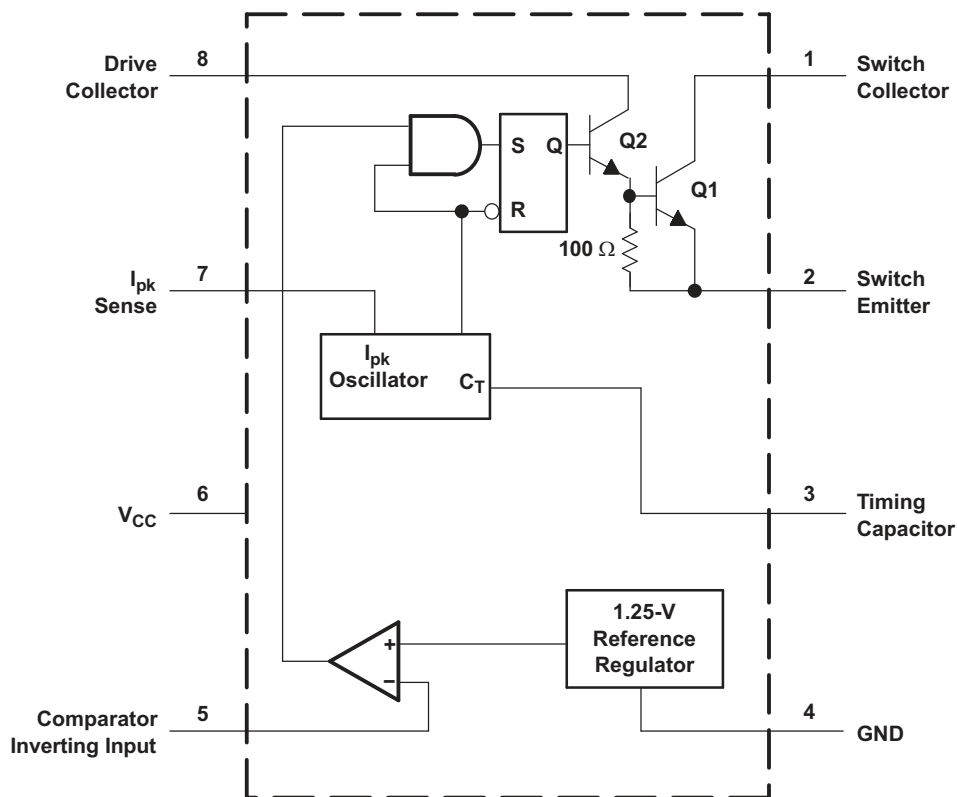 Drive
Collector
8
1
Switch
Collector
S
Q
Q2
Q1
R
100 Ω
Ipk
Sense
7
2
Switch
Emitter
Ipk
Oscillator
CT
VCC
6
3
Timing
Capacitor
1.25-V
Reference
Regulator
+
−
Comparator
Inverting Input
5
4
GND